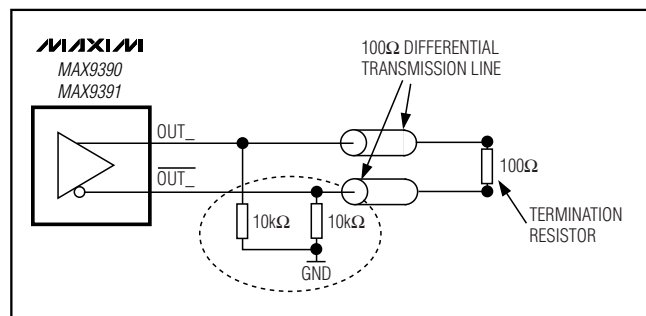 MAXIM
MAX9390
MAX9391
100Ω DIFFERENTIAL
TRANSMISSION LINE
OUT_
OUT_
10kΩ
10kΩ
GND
100Ω
TERMINATION
RESISTOR